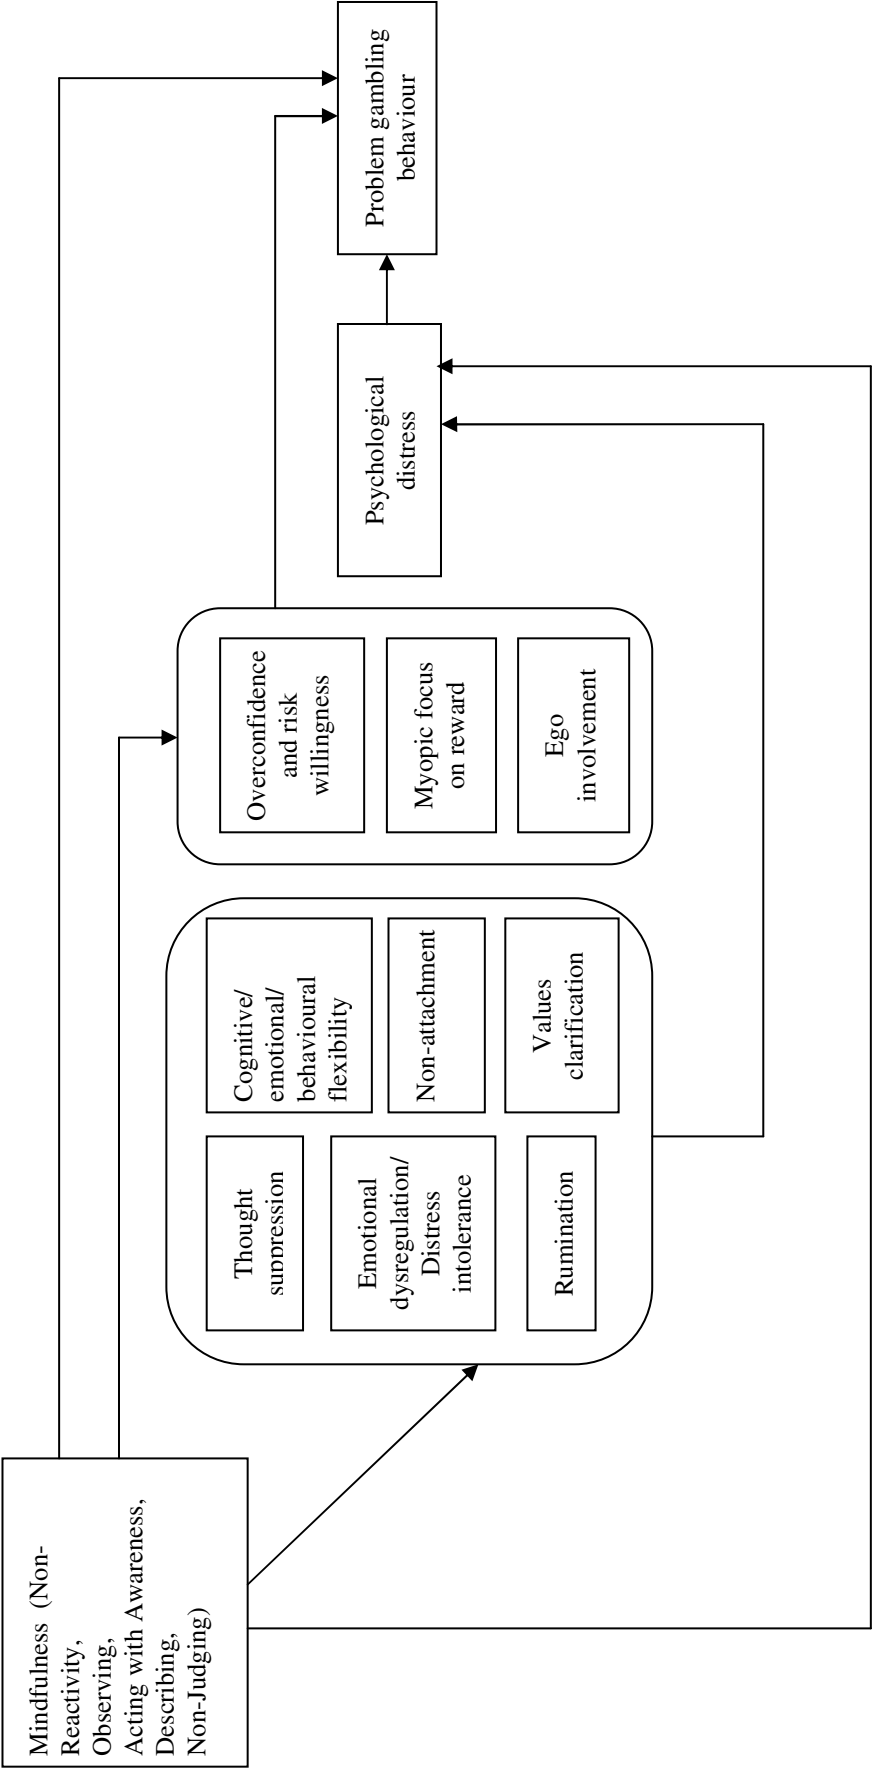 Mindfulness (Non-
Reactivity,
Observing,
Acting with Awareness,
Describing,
Non-Judging)
Thought
suppression
Emotional
dysregulation/
Distress
intolerance
Rumination
Cognitive/
emotional/
behavioural
flexibility
Non-attachment
Values
clarification
Overconfidence
and risk
willingness
Myopic focus
on reward
Ego
involvement
Psychological
distress
Problem gambling
behaviour